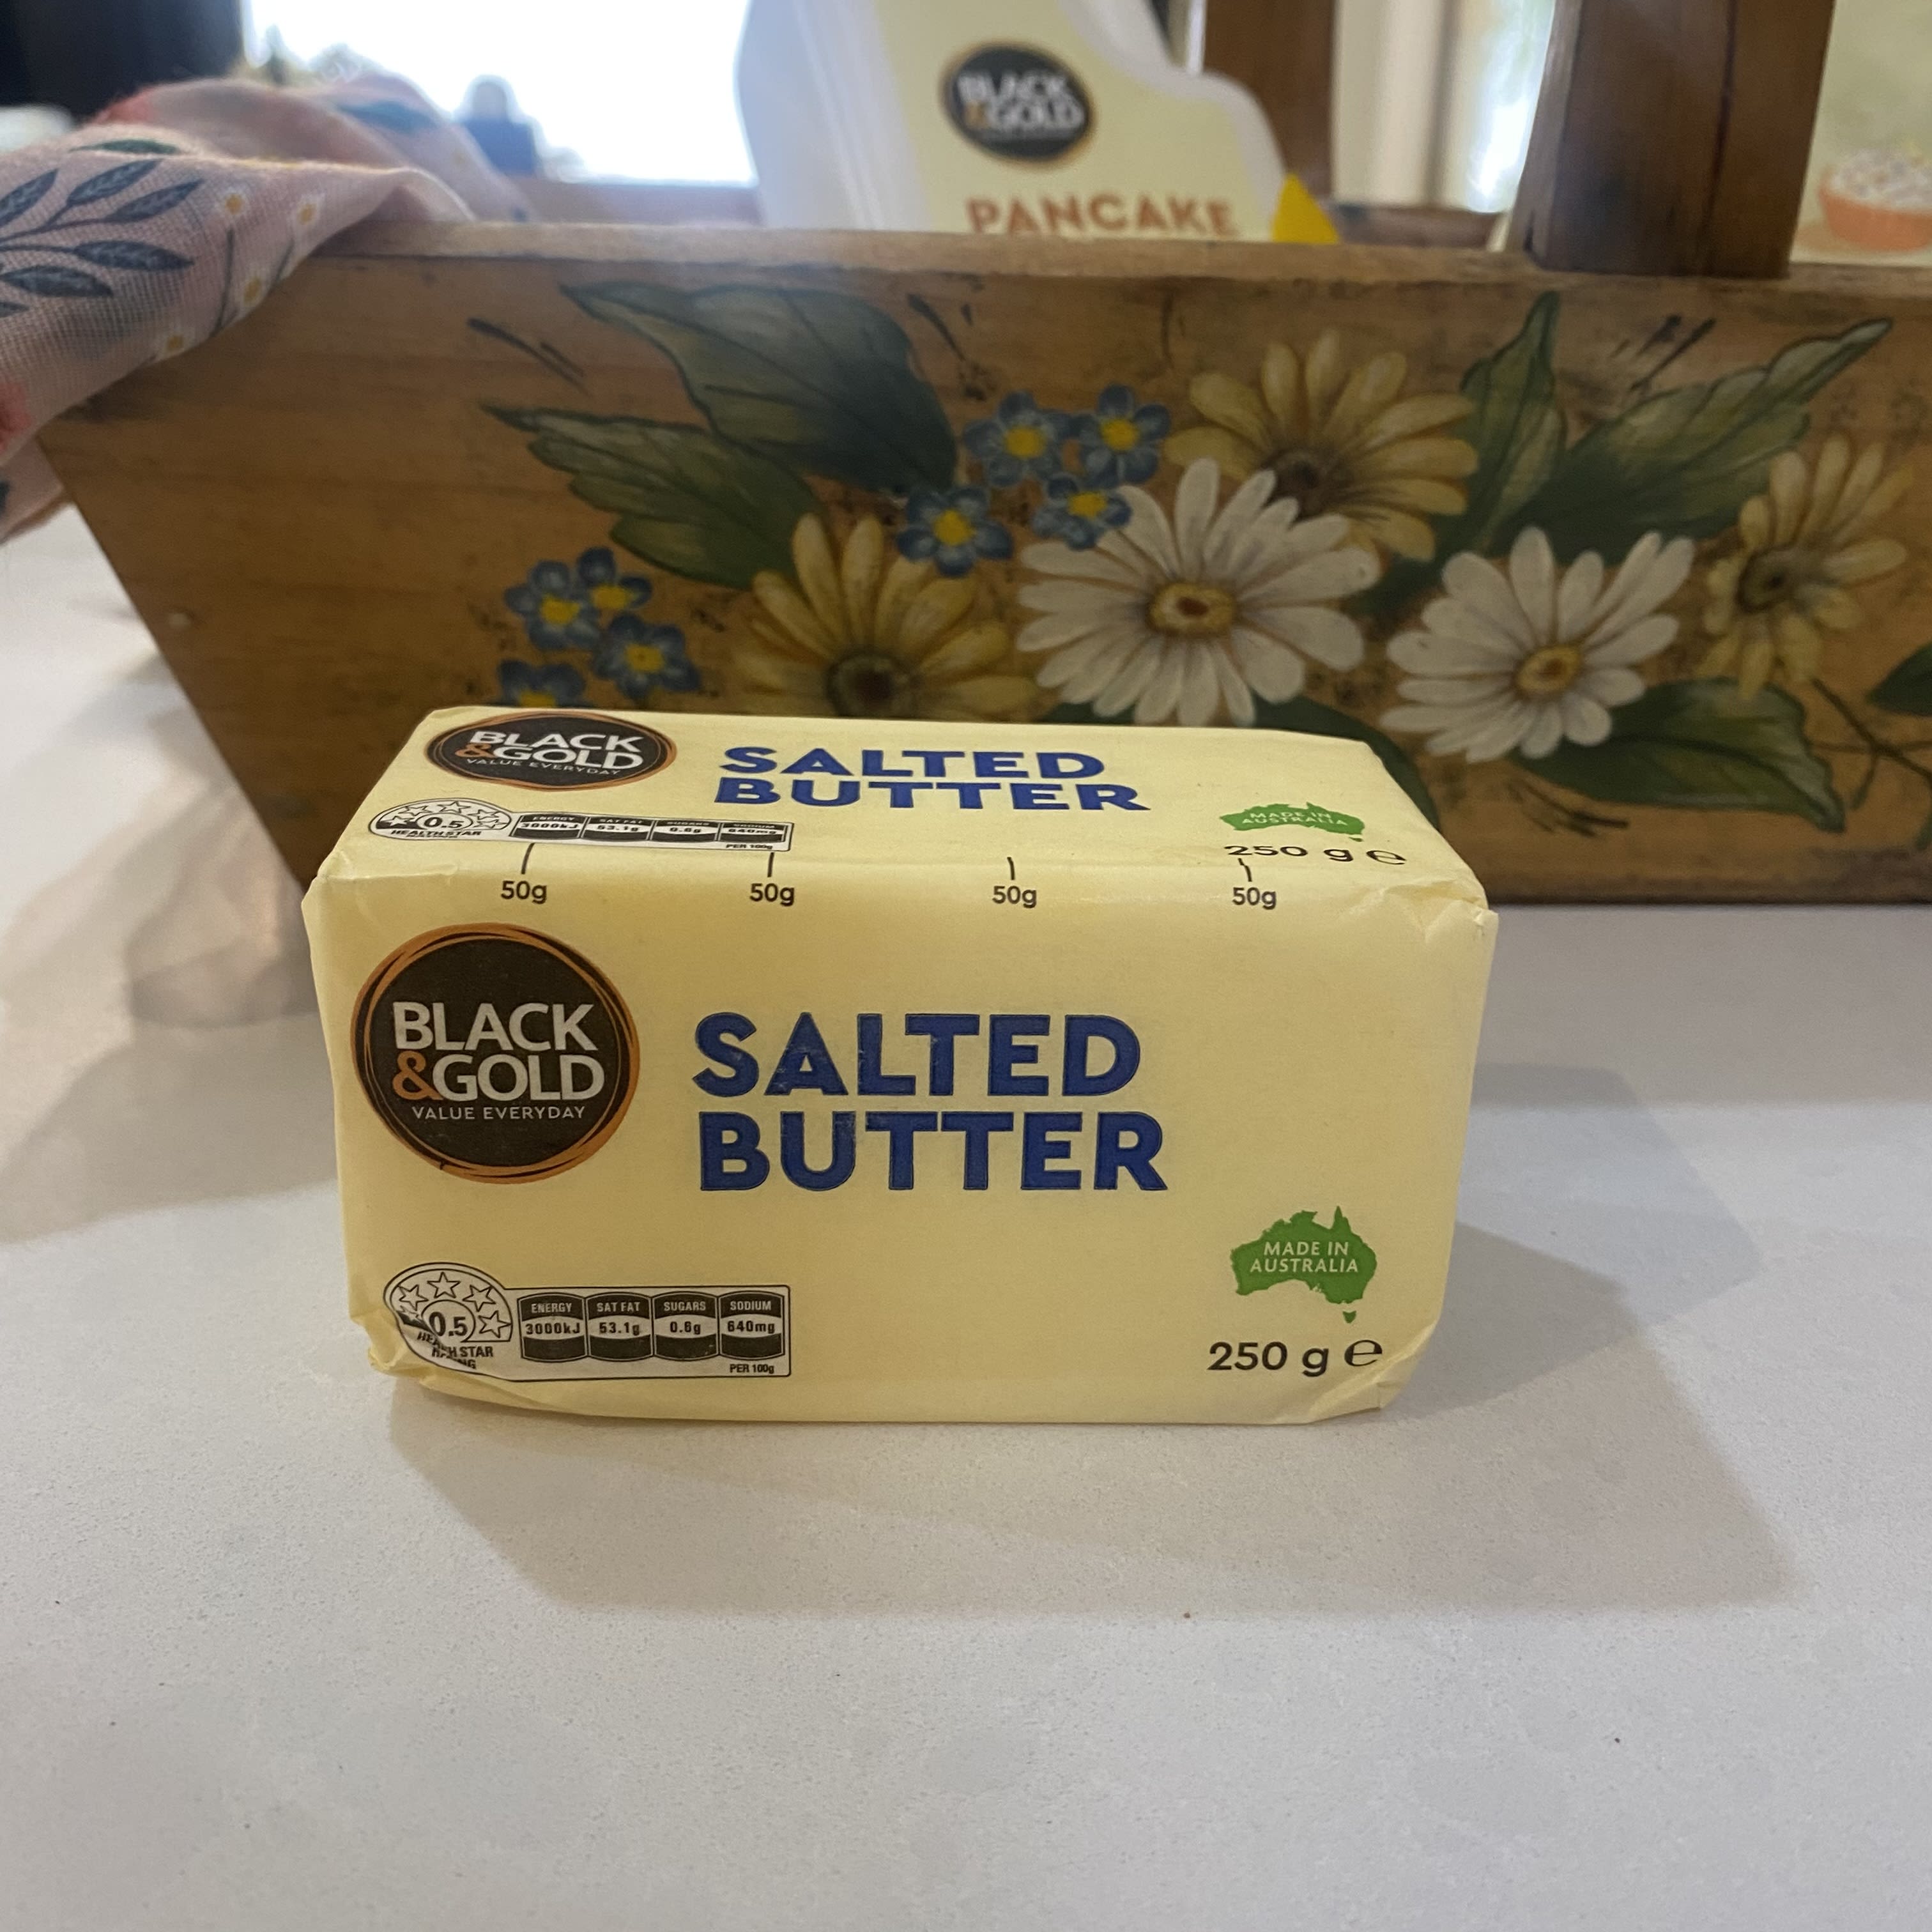 BLACK
&GOLD
PANCAKE
BLACK
&GOLD
VALUE EVERYDAY
SALTED
BUTTER
0.5
HEALTH STAR
ENERGY SAT FAT SUGARS SODIUM
3000kJ 53.1g 0.6g 640mg
PER 100g
MADE IN
AUSTRALIA
250 g e
50g 50g 50g 50g
BLACK
&GOLD
VALUE EVERYDAY
SALTED
BUTTER
0.5
HEALTH STAR
ENERGY SAT FAT SUGARS SODIUM
3000kJ 53.1g 0.6g 640mg
PER 100g
MADE IN
AUSTRALIA
250 g e